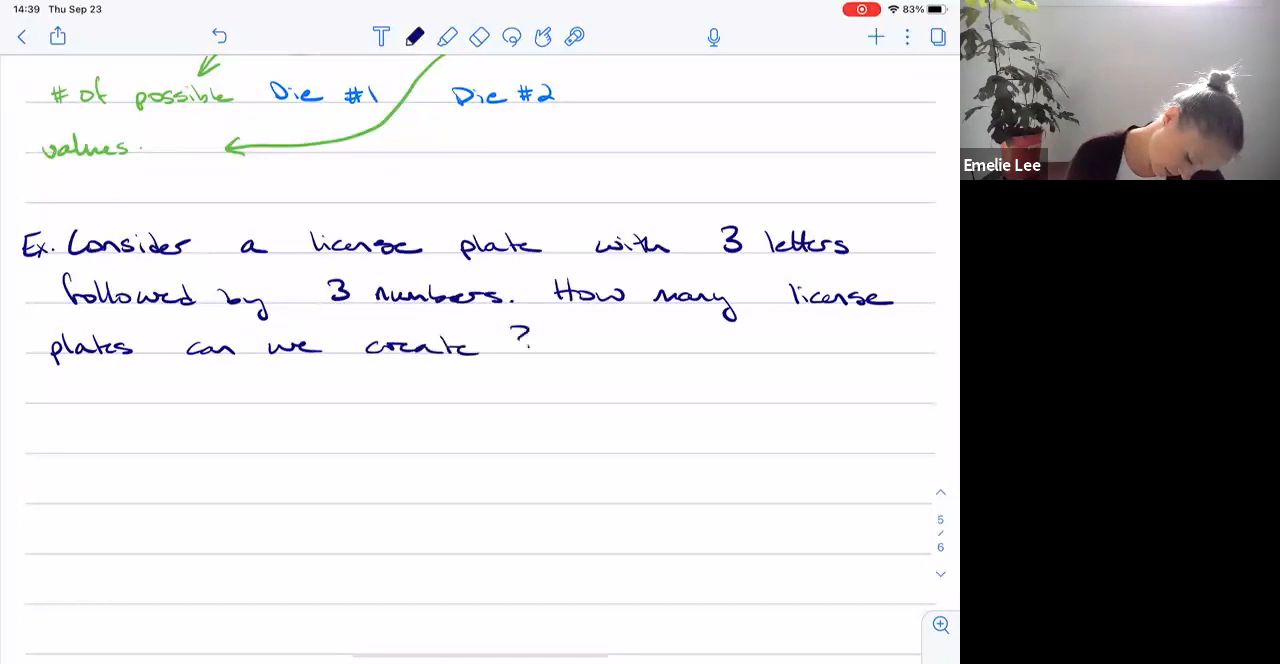 14:39 Thu Sep 23
83%
# of possible Die #1 Die #2
values.
Emelie Lee
Ex. Consider a license plate with 3 letters
followed by 3 numbers. How many license
plates can we create ?
5
/
6